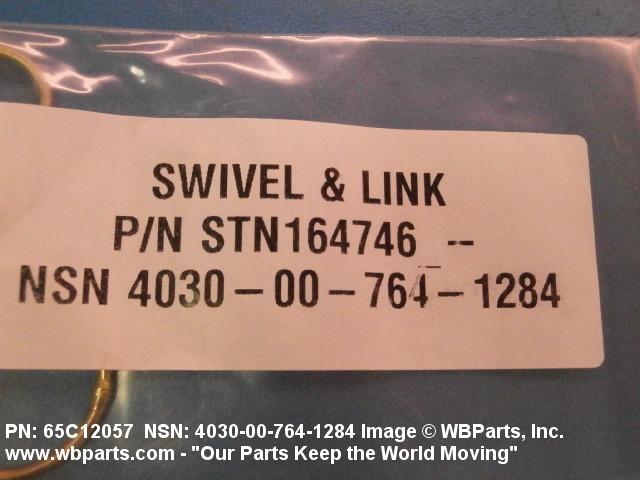 SWIVEL & LINK
P/N STN164746 --
NSN 4030-00-764-1284
PN: 65C12057 NSN: 4030-00-764-1284 Image © WBParts, Inc.
www.wbparts.com - "Our Parts Keep the World Moving"